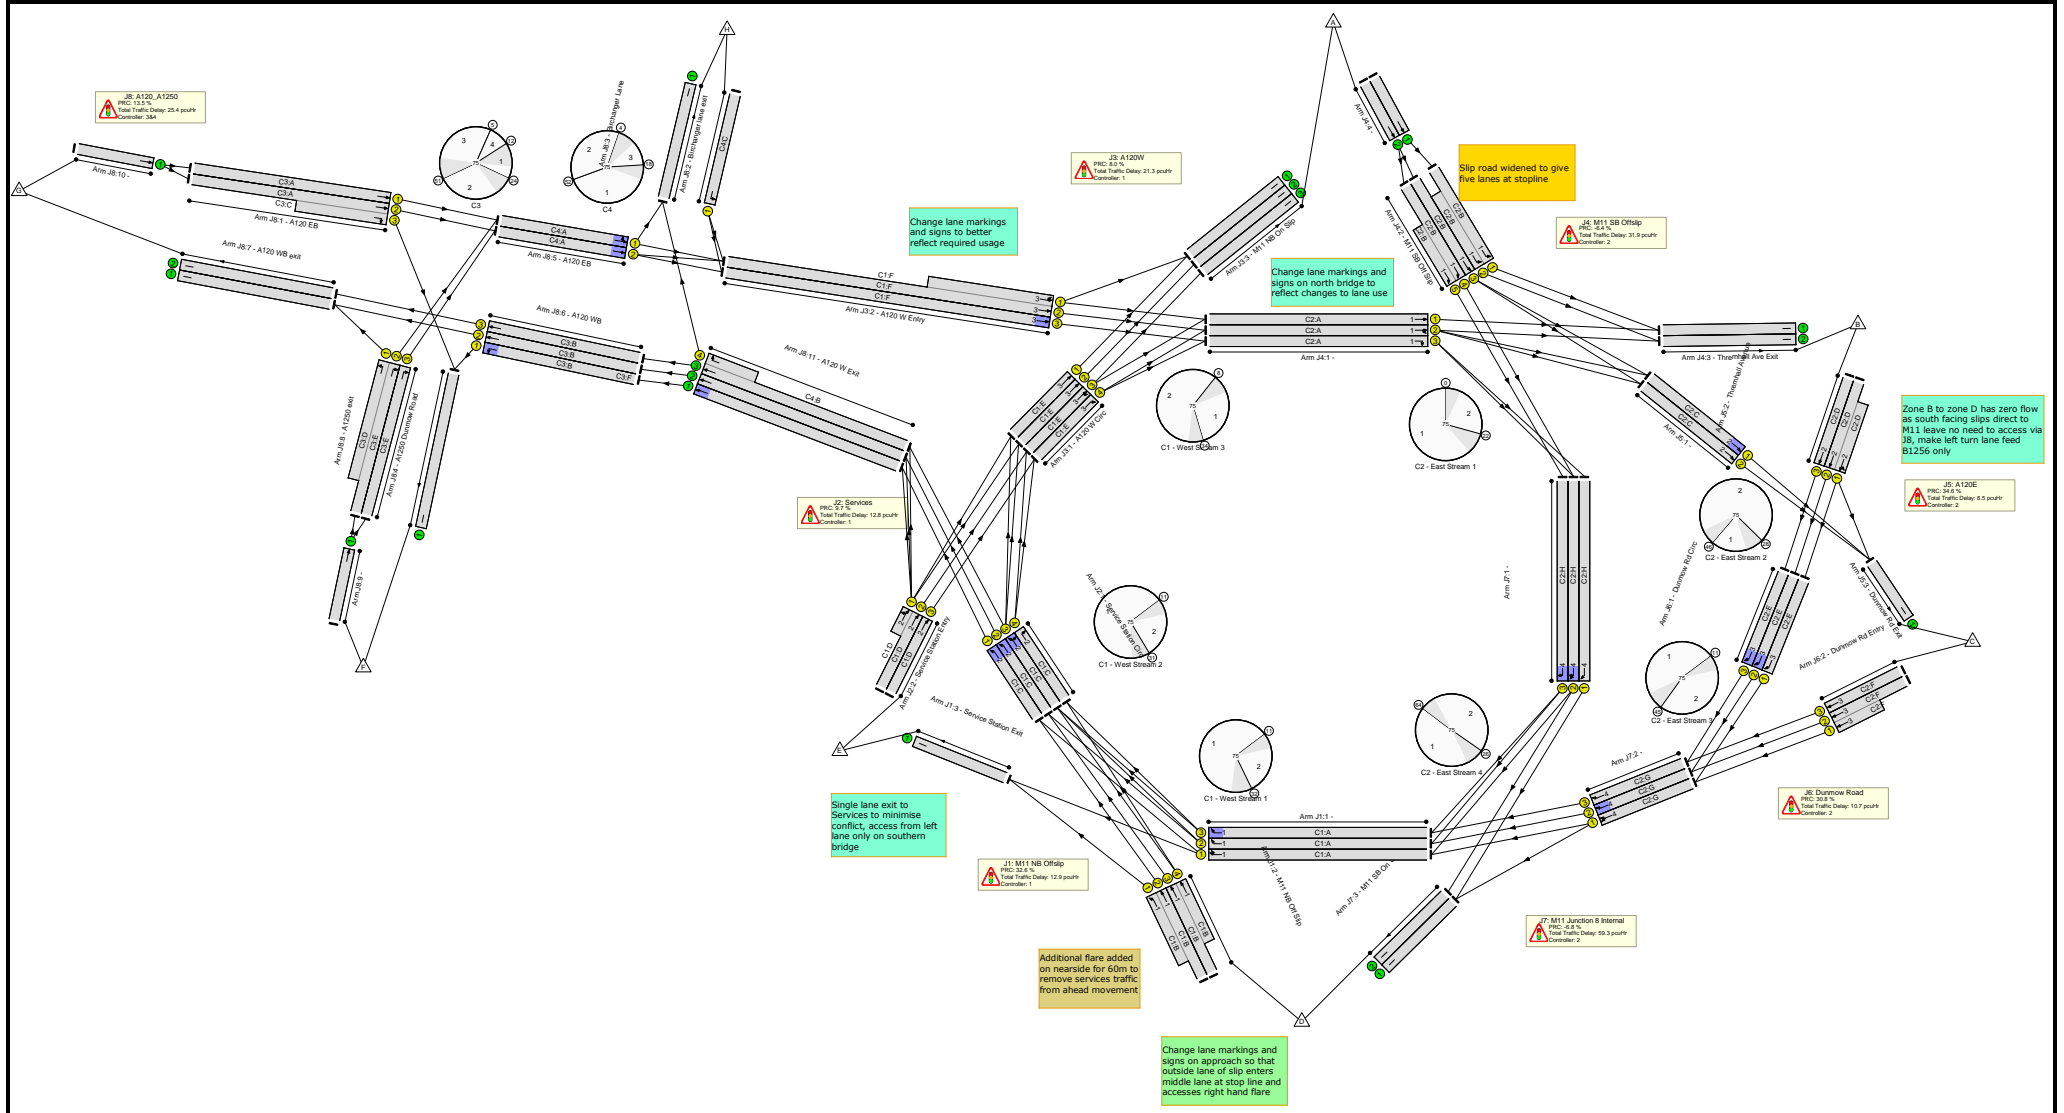 H
A
J8: A120_A1250
PRC: 13.5 %
Total Traffic Delay: 25.4 pcuHr
Controller: 3&4
Arm J8:10 -
G
C3:A
C3:A
C3:C
Arm J8:1 - A120 EB
C3
C4
Arm J8:3 - Birchanger Lane
Arm J8:2 - Birchanger lane exit
C4:C
C4:A
C4:A
Arm J8:5 - A120 EB
Arm J8:7 - A120 WB exit
Change lane markings
and signs to better
reflect required usage
J3: A120W
PRC: 8.0 %
Total Traffic Delay: 21.3 pcuHr
Controller: 1
Arm J4:4 -
Slip road widened to give
five lanes at stopline
J4: M11 SB Offslip
PRC: -6.4 %
Total Traffic Delay: 31.9 pcuHr
Controller: 2
C2:B
C2:B
C2:B
C2:B
C2:B
Arm J4:2 - M11 SB Off Slip
Arm J3:3 - M11 NB On Slip
Change lane markings and
signs on north bridge to
reflect changes to lane use
C1:F
C1:F
C1:F
Arm J3:2 - A120 W Entry
C2:A
C2:A
C2:A
Arm J4:1 -
Arm J4:3 - Thremhall Ave Exit
B
Arm J8:6 - A120 WB
C3:B
C3:B
C3:B
C3:F
Arm J8:11 - A120 W Exit
C4:B
C3:D
C3:E
C3:E
Arm J8:8 - A1250 exit
Arm J8:4 - A1250 Dunmow Road
Arm J8:9 -
F
C1:E
C1:E
C1:E
C1:E
Arm J3:1 - A120 W Circ
C1 - West Stream 3
C2 - East Stream 1
C2:C
C2:C
Arm J5:1 -
Arm J5:2 - Thremhall Avenue
C2:D
C2:D
C2:D
Zone B to zone D has zero flow
as south facing slips direct to
M11 leave no need to access via
J8, make left turn lane feed
B1256 only
J5: A120E
PRC: 34.6 %
Total Traffic Delay: 8.5 pcuHr
Controller: 2
J2: Services
PRC: 9.7 %
Total Traffic Delay: 12.8 pcuHr
Controller: 1
C2 - East Stream 2
C2:H
C2:H
C2:H
Arm J7:1 -
Arm J6:1 - Dunmow Rd Circ
C2:E
C2:E
C2:E
Arm J5:3 - Dunmow Rd Exit
C
C1:D
C1:D
C1:D
Arm J2:2 - Service Station Entry
C1:C
C1:C
C1:C
C1:C
C1 - West Stream 2
C2 - East Stream 3
Arm J6:2 - Dunmow Rd Entry
C2:F
C2:F
E
Arm J1:3 - Service Station Exit
C1 - West Stream 1
C2 - East Stream 4
Arm J7:2 -
C2:G
C2:G
C2:G
J6: Dunmow Road
PRC: 30.8 %
Total Traffic Delay: 10.7 pcuHr
Controller: 2
Single lane exit to
Services to minimise
conflict, access from left
lane only on southern
bridge
Arm J1:1 -
C1:A
C1:A
C1:A
J1: M11 NB Offslip
PRC: 32.6 %
Total Traffic Delay: 12.9 pcuHr
Controller: 1
C1:B
C1:B
C1:B
C1:B
Arm J1:2 - M11 NB Off Slip
Arm J7:3 - M11 SB On
J7: M11 Junction 8 Internal
PRC: -6.8 %
Total Traffic Delay: 59.3 pcuHr
Controller: 2
Additional flare added
on nearside for 60m to
remove services traffic
from ahead movement
D
Change lane markings and
signs on approach so that
outside lane of slip enters
middle lane at stop line and
accesses right hand flare